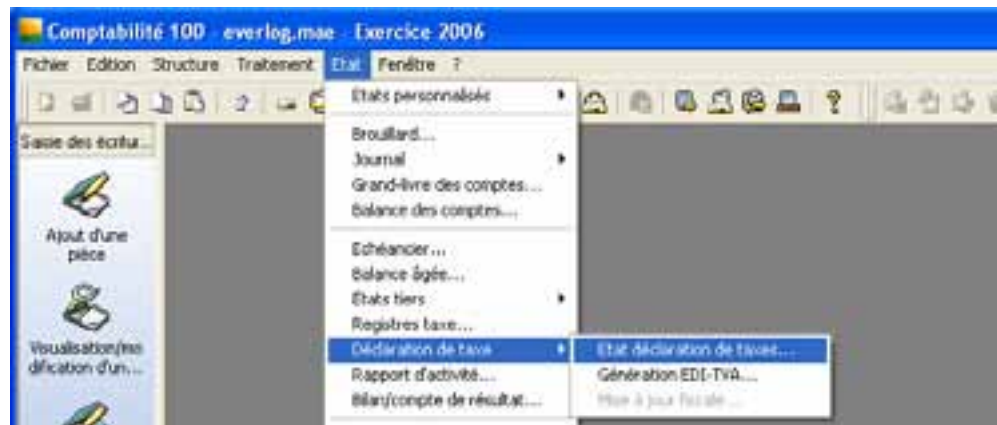 Comptabilité 100 - everlog.mae - Exercice 2006
Fichier Edition Structure Traitement Etat Fenêtre ?
Saisie des écritur...
Ajout d'une
pièce
Visualisation/mo
dification d'un...
Etats personnalisés
Brouillard...
Journal
Grand-livre des comptes...
Balance des comptes...
Echéancier...
Balance âgée...
Etats tiers
Registres taxe...
Déclaration de taxe
Rapport d'activité...
Bilan/compte de résultat...
Etat déclaration de taxes...
Génération EDI-TVA...
Mise à jour fiscale...